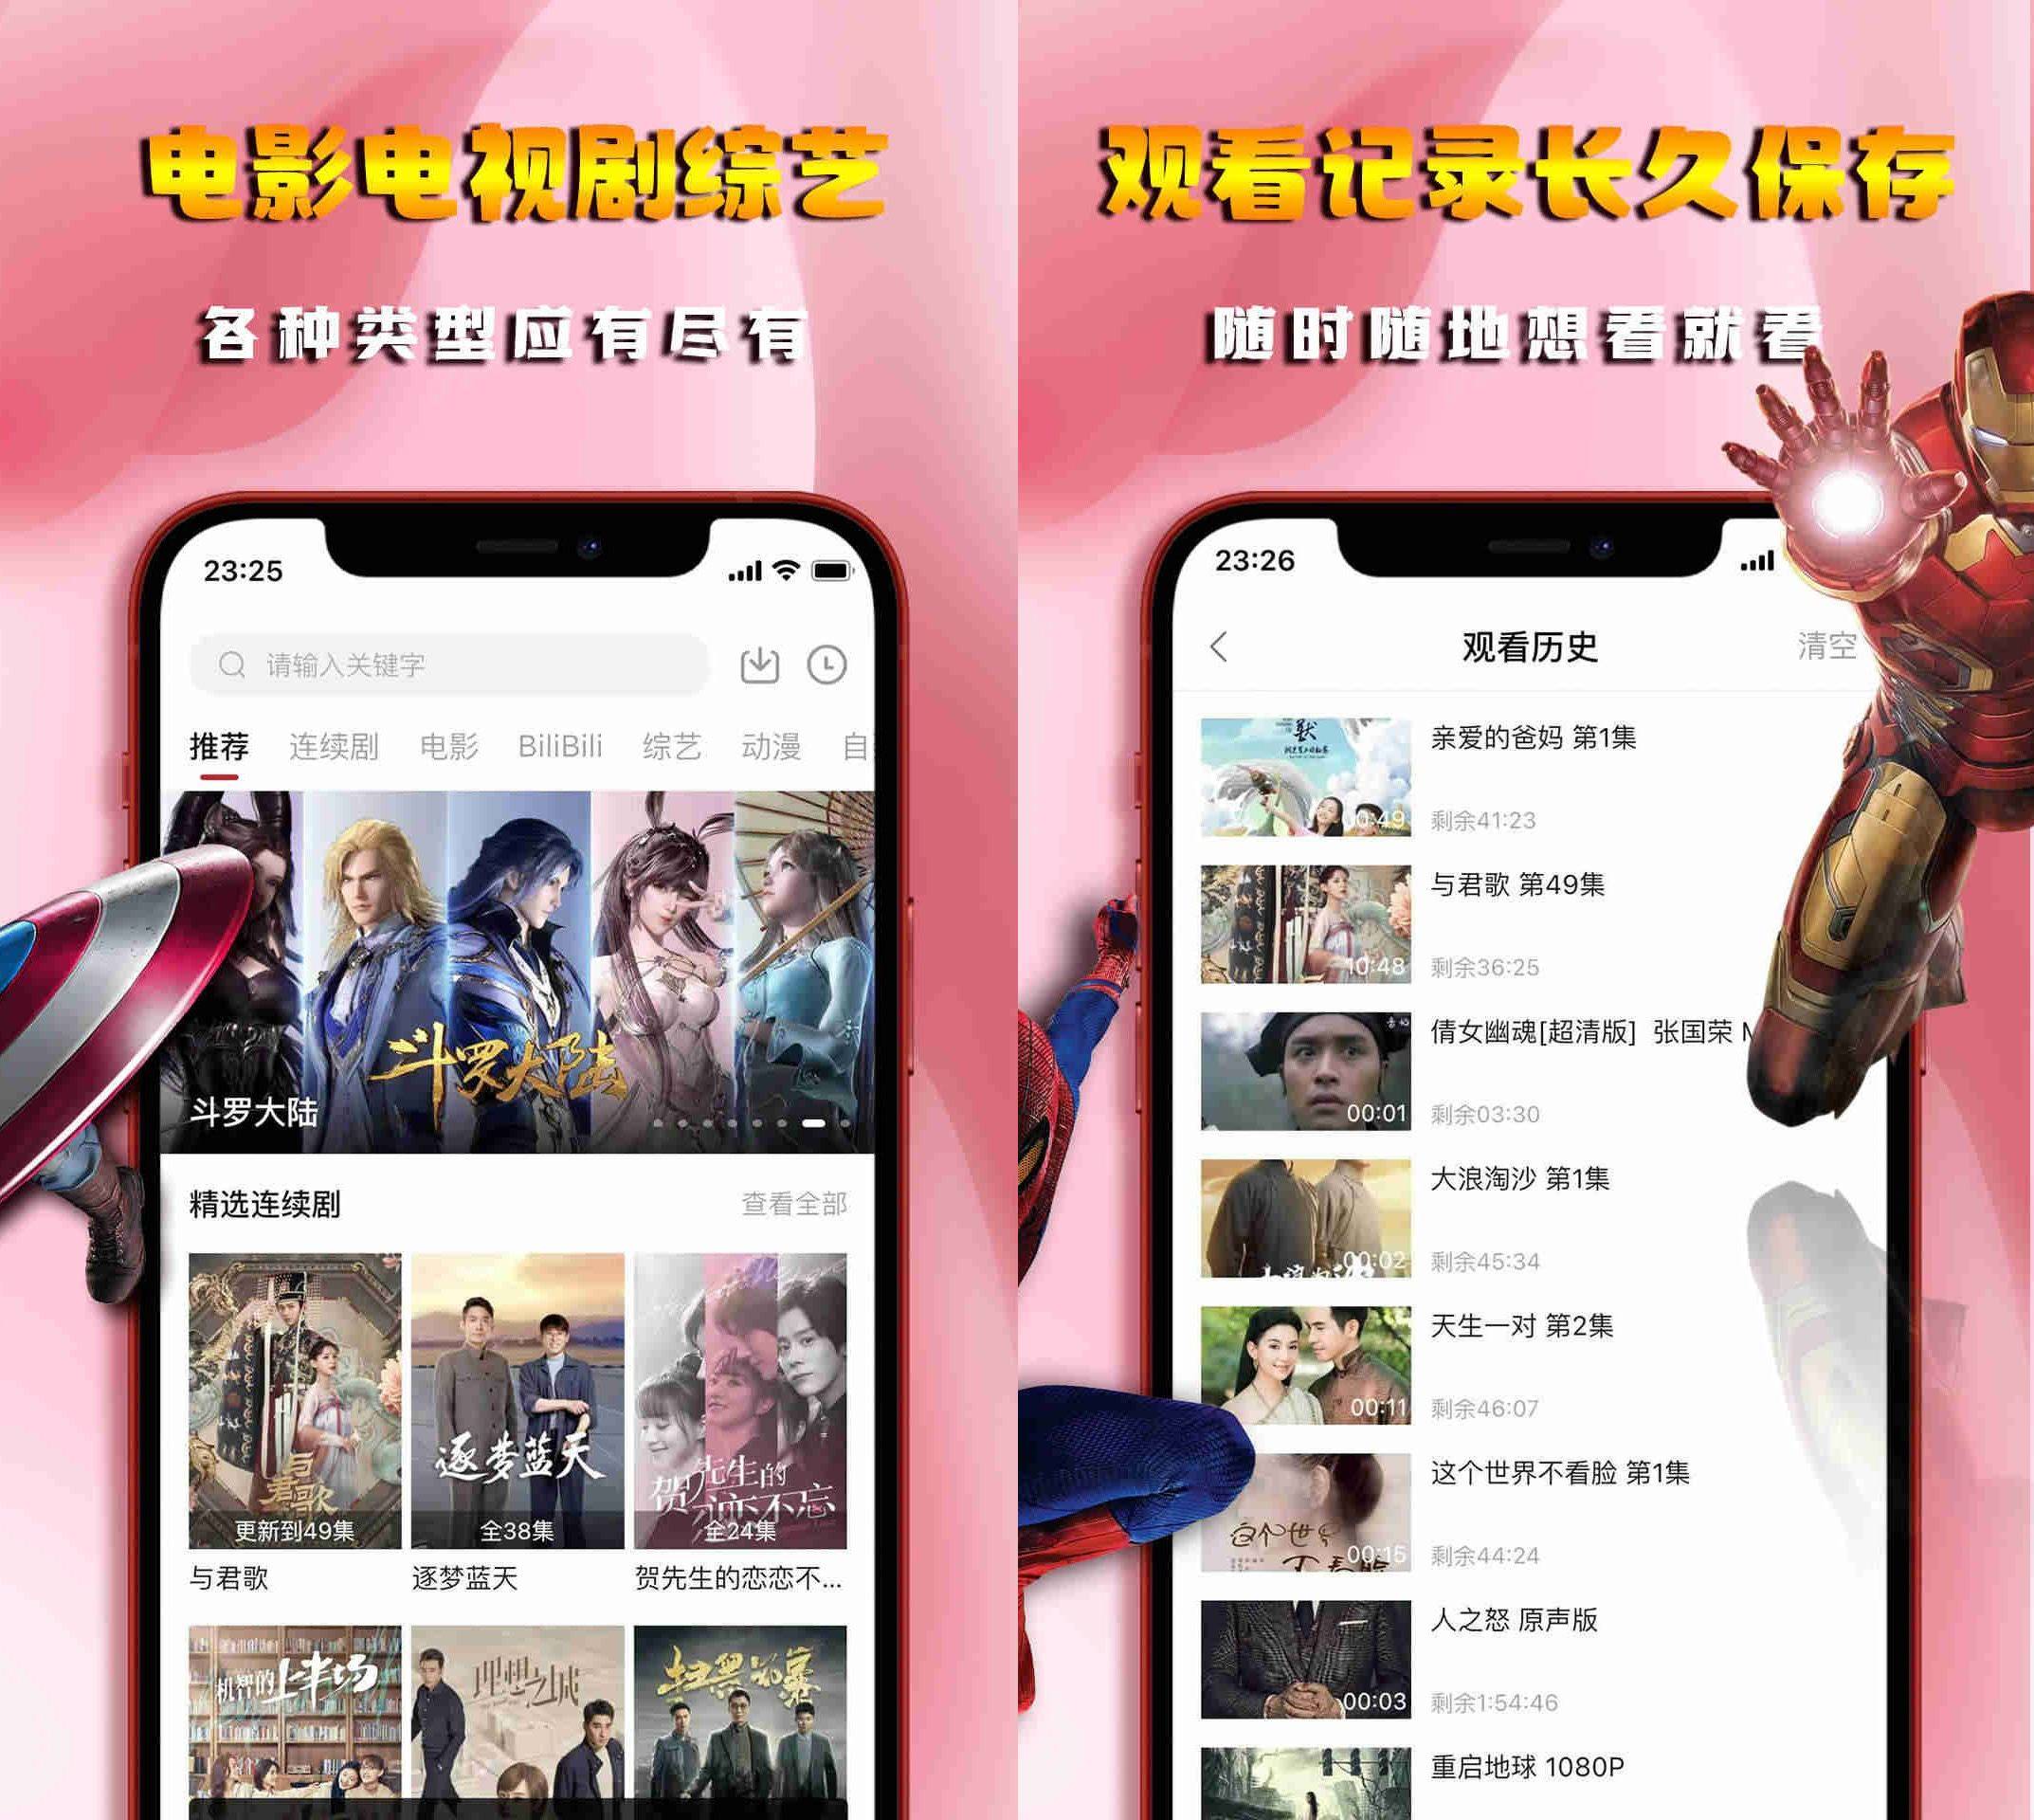 电影电视剧综艺
各种类型应有尽有
23:25
请输入关键字
推荐 连续剧 电影 BiliBili 综艺 动漫 自
斗罗大陆
斗罗大陆
精选连续剧 查看全部
与君歌
更新到49集
逐梦蓝天
全38集
贺先生的恋恋不忘
全24集
与君歌 逐梦蓝天 贺先生的恋恋不...
机智的上半场
理想之城
扫黑风暴
观看记录长久保存
随时随地想看就看
23:26
观看历史 清空
亲爱的爸妈 第1集
00:49
剩余41:23
与君歌 第49集
10:48
剩余36:25
倩女幽魂[超清版] 张国荣
00:01
剩余03:30
大浪淘沙 第1集
00:02
剩余45:34
天生一对 第2集
00:11
剩余46:07
这个世界不看脸 第1集
这个世界
不看脸
00:15
剩余44:24
人之怒 原声版
00:03
剩余1:54:46
重启地球 1080P